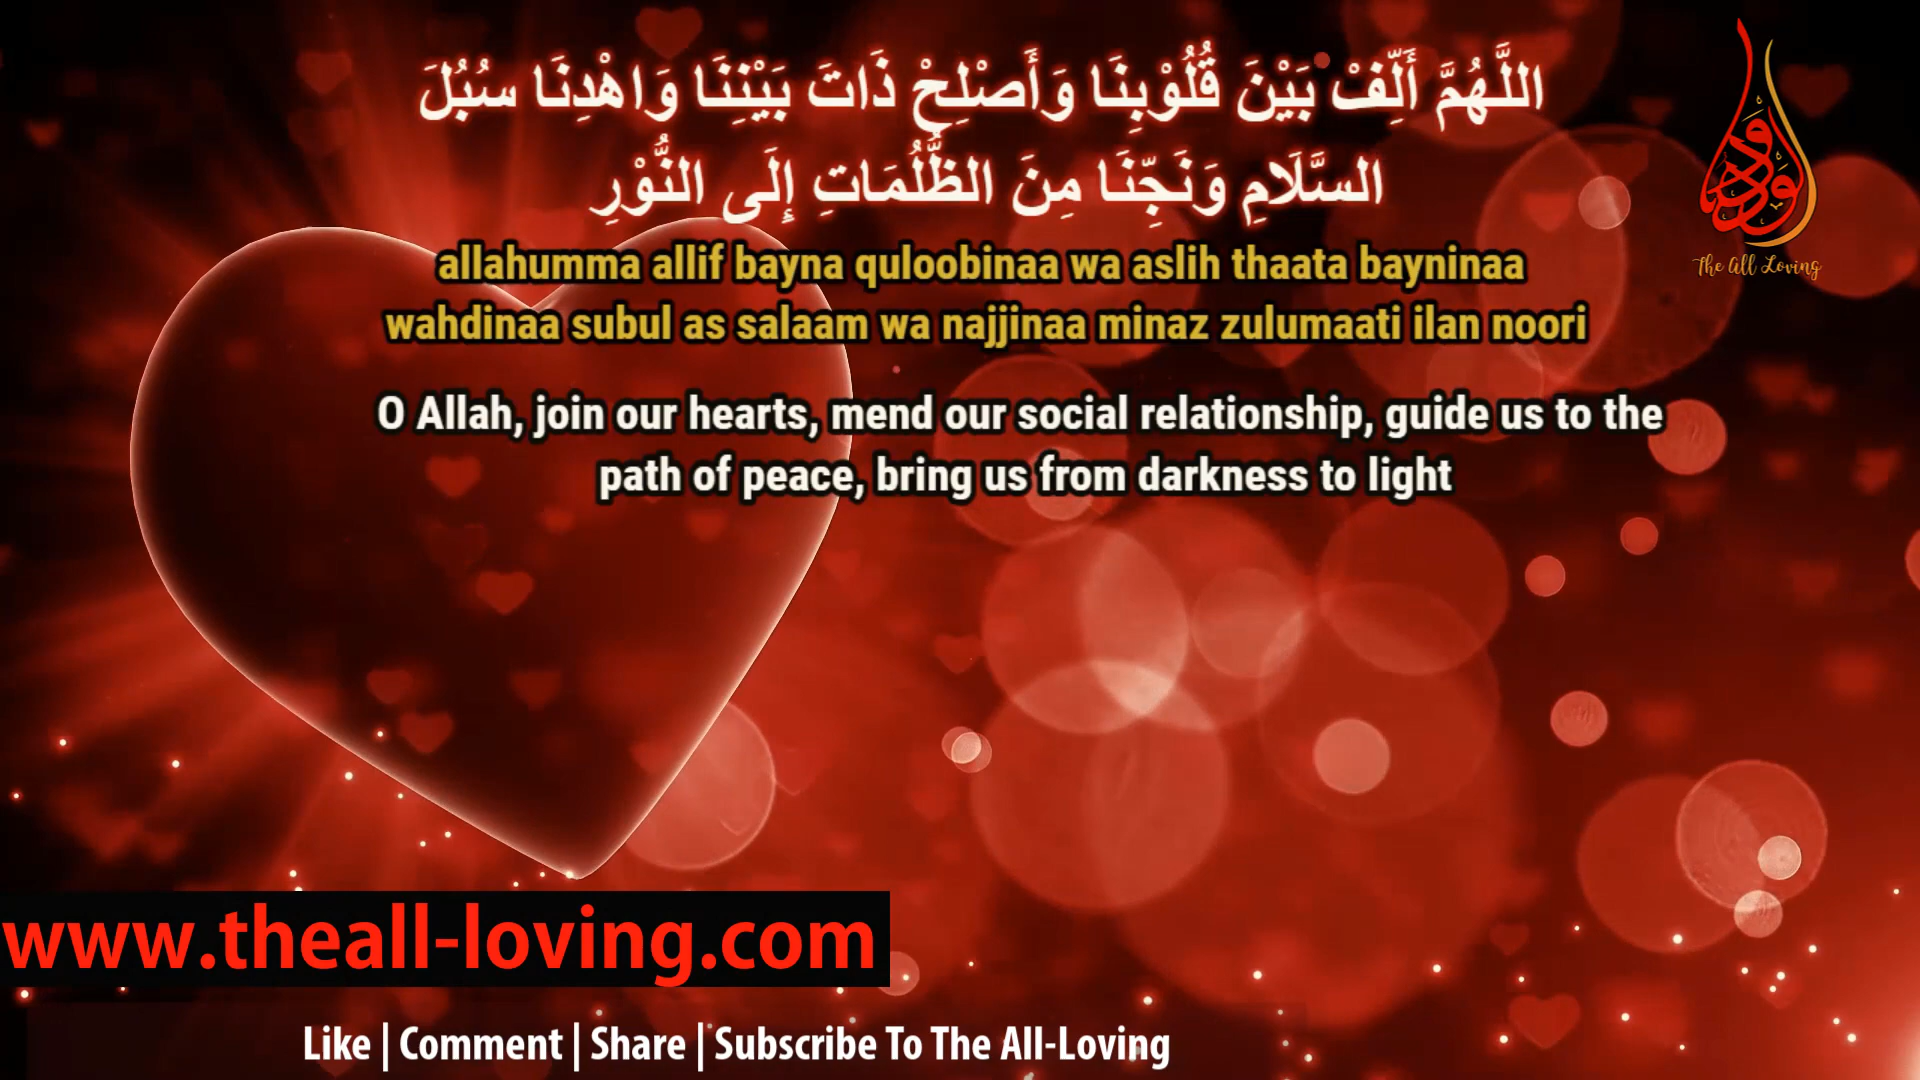 اللَّهُمَّ أَلِّفْ بَيْنَ قُلُوْبِنَا وَأَصْلِحْ ذَاتَ بَيْنِنَا وَاهْدِنَا سُبُلَ
السَّلَامِ وَنَجِّنَا مِنَ الظُّلُمَاتِ إِلَى النُّوْرِ
allahumma allif bayna quloobinaa wa aslih thaata bayninaa
wahdinaa subul as salaam wa najjinaa minaz zulumaati ilan noori
O Allah, join our hearts, mend our social relationship, guide us to the
path of peace, bring us from darkness to light
The All Loving
www.theall-loving.com
Like | Comment | Share | Subscribe To The All-Loving